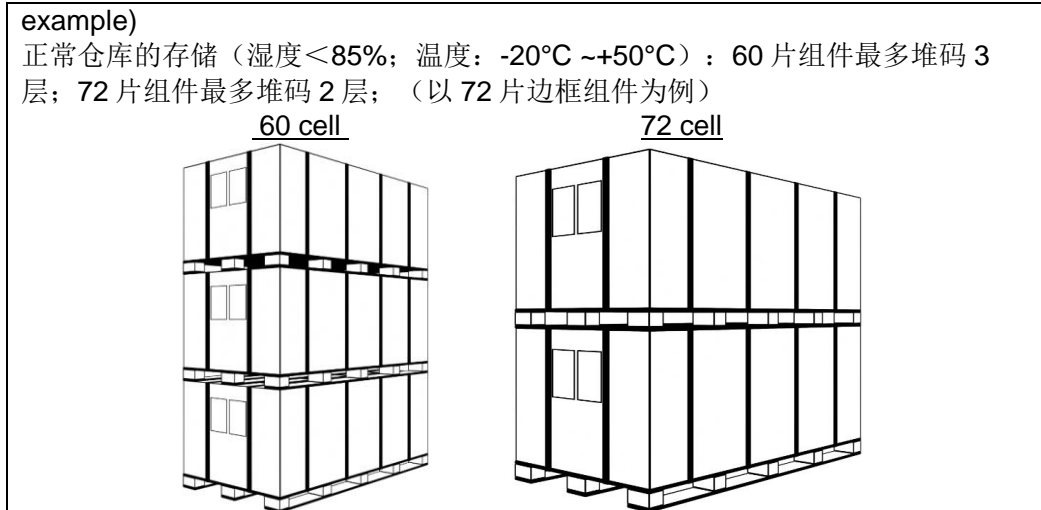 example)
正常仓库的存储（湿度＜85%；温度：-20°C ~+50°C）：60 片组件最多堆码 3
层；72 片组件最多堆码 2 层；（以 72 片边框组件为例）
60 cell 72 cell